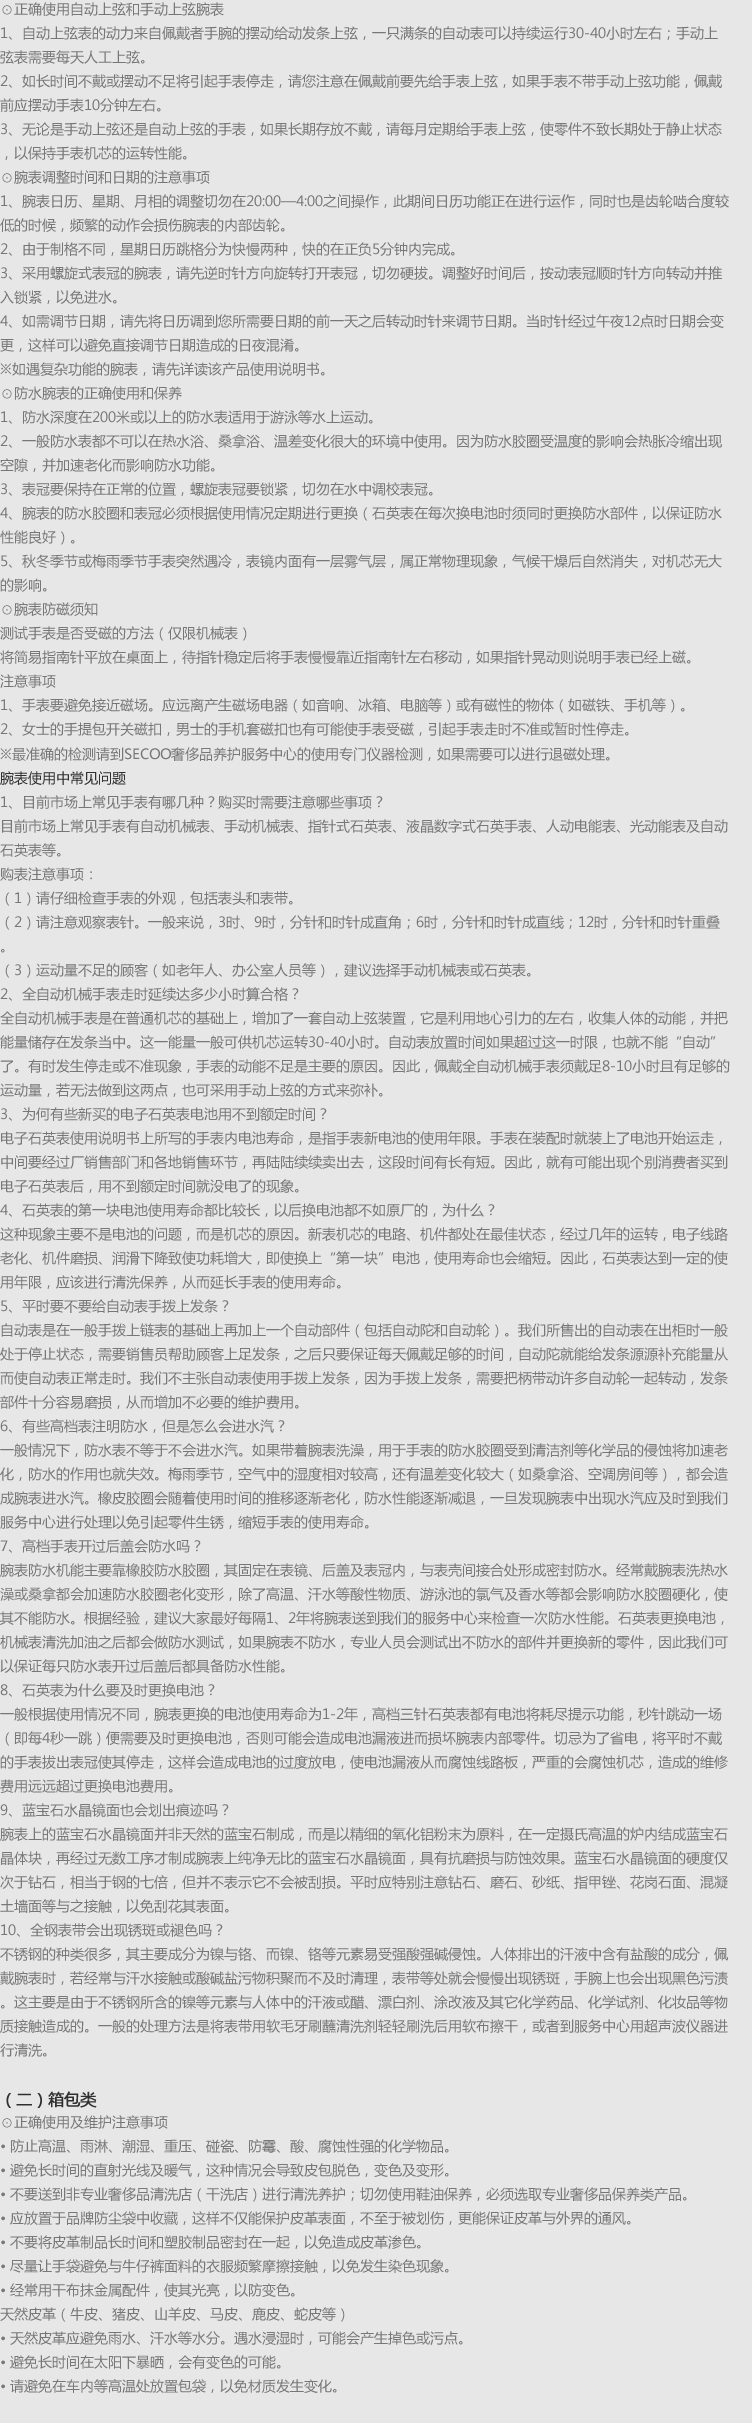 ⊙正确使用自动上弦和手动上弦腕表
1、自动上弦表的动力来自佩戴者手腕的摆动给动发条上弦，一只满条的自动表可以持续运行30-40小时左右；手动上
弦表需要每天人工上弦。
2、如长时间不戴或摆动不足将引起手表停走，请您注意在佩戴前要先给手表上弦，如果手表不带手动上弦功能，佩戴
前应摆动手表10分钟左右。
3、无论是手动上弦还是自动上弦的手表，如果长期存放不戴，请每月定期给手表上弦，使零件不致长期处于静止状态
，以保持手表机芯的运转性能。
⊙腕表调整时间和日期的注意事项
1、腕表日历、星期、月相的调整切勿在20:00—4:00之间操作，此期间日历功能正在进行运作，同时也是齿轮啮合度较
低的时候，频繁的动作会损伤腕表的内部齿轮。
2、由于制格不同，星期日历跳格分为快慢两种，快的在正负5分钟内完成。
3、采用螺旋式表冠的腕表，请先逆时针方向旋转打开表冠，切勿硬拔。调整好时间后，按动表冠顺时针方向转动并推
入锁紧，以免进水。
4、如需调节日期，请先将日历调到您所需要日期的前一天之后转动时针来调节日期。当时针经过午夜12点时日期会变
更，这样可以避免直接调节日期造成的日夜混淆。
※如遇复杂功能的腕表，请先详读该产品使用说明书。
⊙防水腕表的正确使用和保养
1、防水深度在200米或以上的防水表适用于游泳等水上运动。
2、一般防水表都不可以在热水浴、桑拿浴、温差变化很大的环境中使用。因为防水胶圈受温度的影响会热胀冷缩出现
空隙，并加速老化而影响防水功能。
3、表冠要保持在正常的位置，螺旋表冠要锁紧，切勿在水中调校表冠。
4、腕表的防水胶圈和表冠必须根据使用情况定期进行更换（石英表在每次换电池时须同时更换防水部件，以保证防水
性能良好）。
5、秋冬季节或梅雨季节手表突然遇冷，表镜内面有一层雾气层，属正常物理现象，气候干燥后自然消失，对机芯无大
的影响。
⊙腕表防磁须知
测试手表是否受磁的方法（仅限机械表）
将简易指南针平放在桌面上，待指针稳定后将手表慢慢靠近指南针左右移动，如果指针晃动则说明手表已经上磁。
注意事项
1、手表要避免接近磁场。应远离产生磁场电器（如音响、冰箱、电脑等）或有磁性的物体（如磁铁、手机等）。
2、女士的手提包开关磁扣，男士的手机套磁扣也有可能使手表受磁，引起手表走时不准或暂时性停走。
※最准确的检测请到SECOO奢侈品养护服务中心的使用专门仪器检测，如果需要可以进行退磁处理。
腕表使用中常见问题
1、目前市场上常见手表有哪几种？购买时需要注意哪些事项？
目前市场上常见手表有自动机械表、手动机械表、指针式石英表、液晶数字式石英手表、人动电能表、光动能表及自动
石英表等。
购表注意事项：
（1）请仔细检查手表的外观，包括表头和表带。
（2）请注意观察表针。一般来说，3时、9时，分针和时针成直角；6时，分针和时针成直线；12时，分针和时针重叠
。
（3）运动量不足的顾客（如老年人、办公室人员等），建议选择手动机械表或石英表。
2、全自动机械手表走时延续达多少小时算合格？
全自动机械手表是在普通机芯的基础上，增加了一套自动上弦装置，它是利用地心引力的左右，收集人体的动能，并把
能量储存在发条当中。这一能量一般可供机芯运转30-40小时。自动表放置时间如果超过这一时限，也就不能“自动”
了。有时发生停走或不准现象，手表的动能不足是主要的原因。因此，佩戴全自动机械手表须戴足8-10小时且有足够的
运动量，若无法做到这两点，也可采用手动上弦的方式来弥补。
3、为何有些新买的电子石英表电池用不到额定时间？
电子石英表使用说明书上所写的手表内电池寿命，是指手表新电池的使用年限。手表在装配时就装上了电池开始运走，
中间要经过厂销售部门和各地销售环节，再陆陆续续卖出去，这段时间有长有短。因此，就有可能出现个别消费者买到
电子石英表后，用不到额定时间就没电了的现象。
4、石英表的第一块电池使用寿命都比较长，以后换电池都不如原厂的，为什么？
这种现象主要不是电池的问题，而是机芯的原因。新表机芯的电路、机件都处在最佳状态，经过几年的运转，电子线路
老化、机件磨损、润滑下降致使功耗增大，即使换上“第一块”电池，使用寿命也会缩短。因此，石英表达到一定的使
用年限，应该进行清洗保养，从而延长手表的使用寿命。
5、平时要不要给自动表手拨上发条？
自动表是在一般手拨上链表的基础上再加上一个自动部件（包括自动陀和自动轮）。我们所售出的自动表在出柜时一般
处于停止状态，需要销售员帮助顾客上足发条，之后只要保证每天佩戴足够的时间，自动陀就能给发条源源补充能量从
而使自动表正常走时。我们不主张自动表使用手拨上发条，因为手拨上发条，需要把柄带动许多自动轮一起转动，发条
部件十分容易磨损，从而增加不必要的维护费用。
6、有些高档表注明防水，但是怎么会进水汽？
一般情况下，防水表不等于不会进水汽。如果带着腕表洗澡，用于手表的防水胶圈受到清洁剂等化学品的侵蚀将加速老
化，防水的作用也就失效。梅雨季节，空气中的湿度相对较高，还有温差变化较大（如桑拿浴、空调房间等），都会造
成腕表进水汽。橡皮胶圈会随着使用时间的推移逐渐老化，防水性能逐渐减退，一旦发现腕表中出现水汽应及时到我们
服务中心进行处理以免引起零件生锈，缩短手表的使用寿命。
7、高档手表开过后盖会防水吗？
腕表防水机能主要靠橡胶防水胶圈，其固定在表镜、后盖及表冠内，与表壳间接合处形成密封防水。经常戴腕表洗热水
澡或桑拿都会加速防水胶圈老化变形，除了高温、汗水等酸性物质、游泳池的氯气及香水等都会影响防水胶圈硬化，使
其不能防水。根据经验，建议大家最好每隔1、2年将腕表送到我们的服务中心来检查一次防水性能。石英表更换电池，
机械表清洗加油之后都会做防水测试，如果腕表不防水，专业人员会测试出不防水的部件并更换新的零件，因此我们可
以保证每只防水表开过后盖后都具备防水性能。
8、石英表为什么要及时更换电池？
一般根据使用情况不同，腕表更换的电池使用寿命为1-2年，高档三针石英表都有电池将耗尽提示功能，秒针跳动一场
（即每4秒一跳）便需要及时更换电池，否则可能会造成电池漏液进而损坏腕表内部零件。切忌为了省电，将平时不戴
的手表拔出表冠使其停走，这样会造成电池的过度放电，使电池漏液从而腐蚀线路板，严重的会腐蚀机芯，造成的维修
费用远远超过更换电池费用。
9、蓝宝石水晶镜面也会划出痕迹吗？
腕表上的蓝宝石水晶镜面并非天然的蓝宝石制成，而是以精细的氧化铝粉末为原料，在一定摄氏高温的炉内结成蓝宝石
晶体块，再经过无数工序才制成腕表上纯净无比的蓝宝石水晶镜面，具有抗磨损与防蚀效果。蓝宝石水晶镜面的硬度仅
次于钻石，相当于钢的七倍，但并不表示它不会被刮损。平时应特别注意钻石、磨石、砂纸、指甲锉、花岗石面、混凝
土墙面等与之接触，以免刮花其表面。
10、全钢表带会出现锈斑或褪色吗？
不锈钢的种类很多，其主要成分为镍与铬、而镍、铬等元素易受强酸强碱侵蚀。人体排出的汗液中含有盐酸的成分，佩
戴腕表时，若经常与汗水接触或酸碱盐污物积聚而不及时清理，表带等处就会慢慢出现锈斑，手腕上也会出现黑色污渍
。这主要是由于不锈钢所含的镍等元素与人体中的汗液或醋、漂白剂、涂改液及其它化学药品、化学试剂、化妆品等物
质接触造成的。一般的处理方法是将表带用软毛牙刷蘸清洗剂轻轻刷洗后用软布擦干，或者到服务中心用超声波仪器进
行清洗。
（二）箱包类
⊙正确使用及维护注意事项
• 防止高温、雨淋、潮湿、重压、碰瓷、防霉、酸、腐蚀性强的化学物品。
• 避免长时间的直射光线及暖气，这种情况会导致皮包脱色，变色及变形。
• 不要送到非专业奢侈品清洗店（干洗店）进行清洗养护；切勿使用鞋油保养，必须选取专业奢侈品保养类产品。
• 应放置于品牌防尘袋中收藏，这样不仅能保护皮革表面，不至于被划伤，更能保证皮革与外界的通风。
• 不要将皮革制品长时间和塑胶制品密封在一起，以免造成皮革渗色。
• 尽量让手袋避免与牛仔裤面料的衣服频繁摩擦接触，以免发生染色现象。
• 经常用干布抹金属配件，使其光亮，以防变色。
天然皮革（牛皮、猪皮、山羊皮、马皮、鹿皮、蛇皮等）
• 天然皮革应避免雨水、汗水等水分。遇水浸湿时，可能会产生掉色或污点。
• 避免长时间在太阳下暴晒，会有变色的可能。
• 请避免在车内等高温处放置包袋，以免材质发生变化。